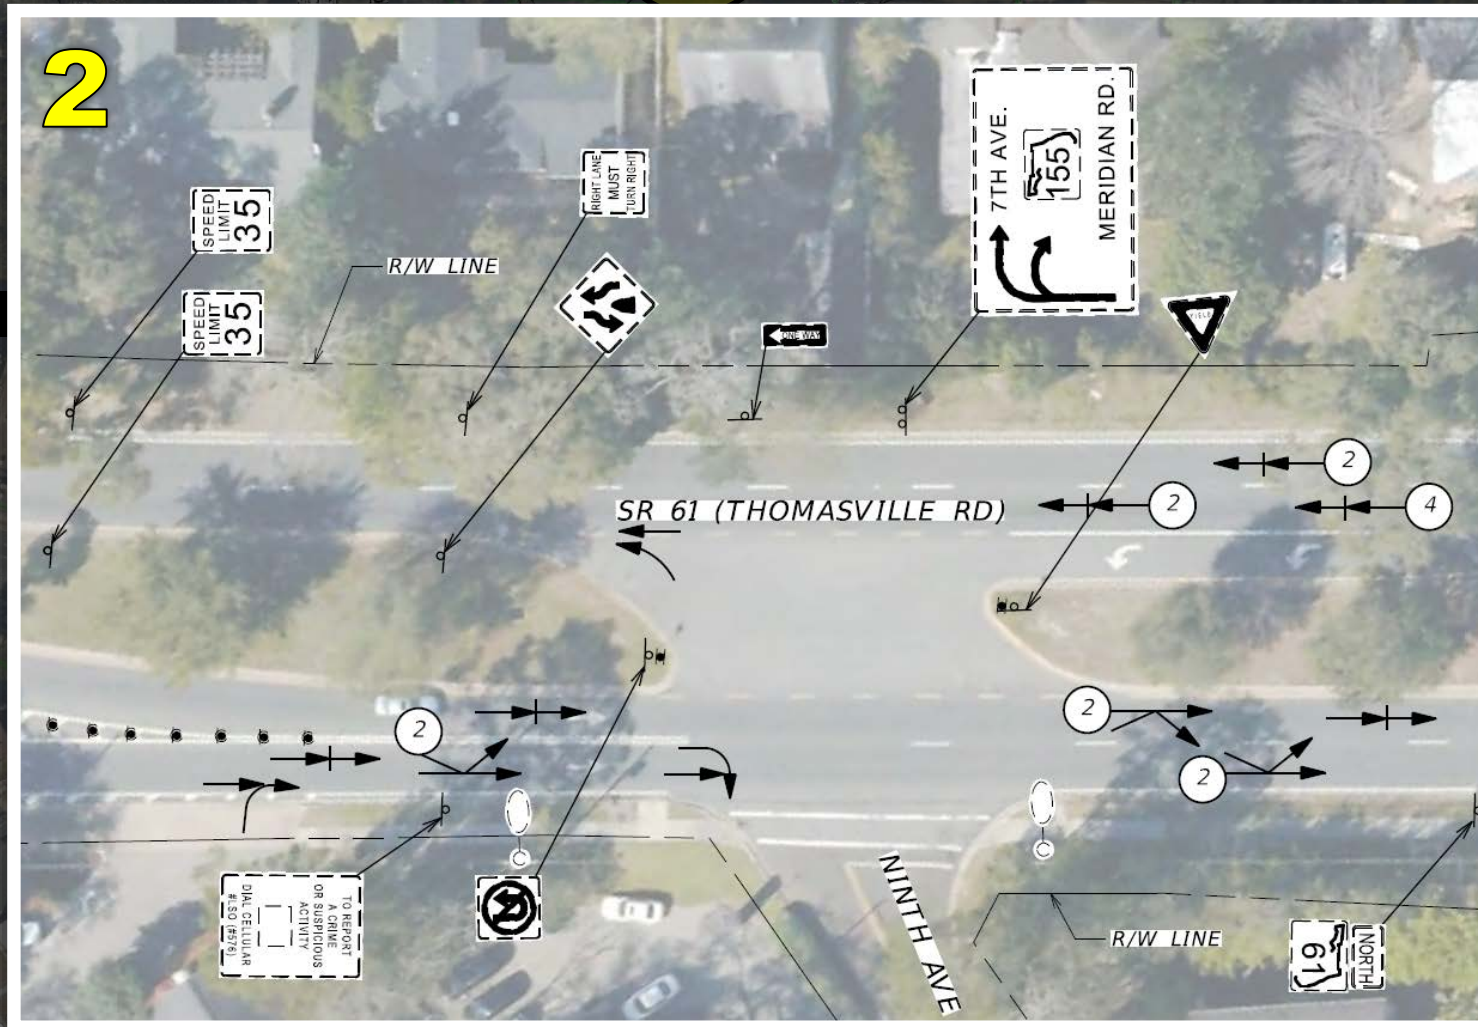 2
SPEED
LIMIT
35
SPEED
LIMIT
35
R/W LINE
RIGHT LANE
MUST
TURN RIGHT
ONE WAY
7TH AVE.
155
MERIDIAN RD.
YIELD
2
2
4
SR 61 (THOMASVILLE RD)
2
2
2
TO REPORT
A CRIME
OR SUSPICIOUS
ACTIVITY
DIAL CELLULAR
#LSO (#576)
C
C
NINTH AVE
R/W LINE
NORTH
61